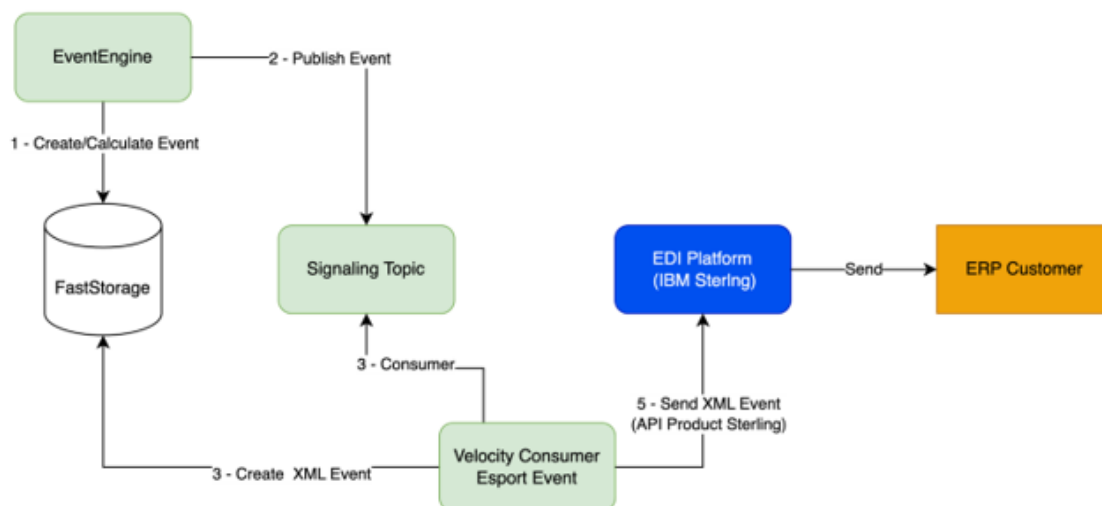 EventEngine
2 - Publish Event
1 - Create/Calculate Event
FastStorage
Signaling Topic
EDI Platform
(IBM Sterlng)
Send
ERP Customer
3 - Consumer
5 - Send XML Event
(API Product Sterling)
Velocity Consumer
Esport Event
3 - Create  XML Event